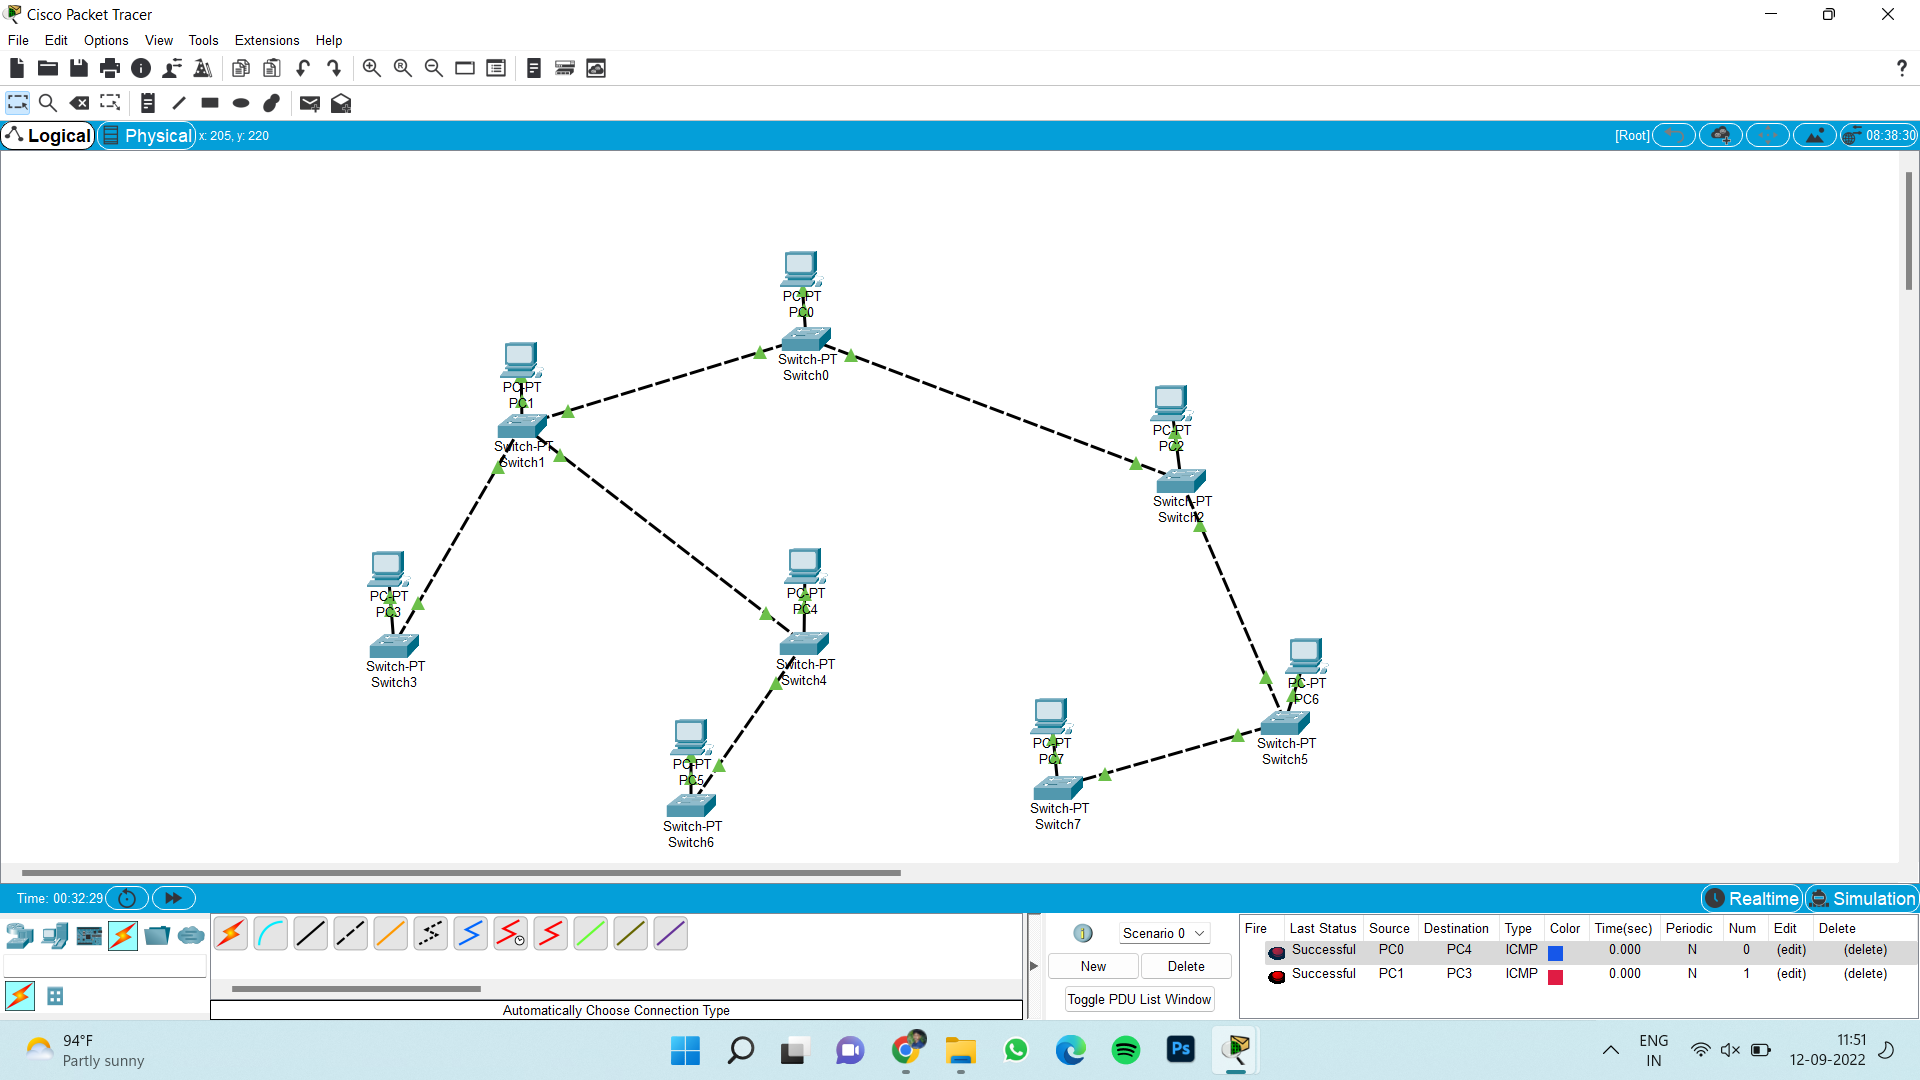 Cisco Packet Tracer
File Edit Options View Tools Extensions Help
Logical Physical x: 205, y: 220 [Root] 08:38:30
PC-PT
PC0
Switch-PT
Switch0
PC-PT
PC1
Switch-PT
Switch1
PC-PT
PC2
Switch-PT
Switch2
PC-PT
PC3
Switch-PT
Switch3
PC-PT
PC4
Switch-PT
Switch4
PC-PT
PC6
Switch-PT
Switch5
PC-PT
PC7
Switch-PT
Switch7
PC-PT
PC5
Switch-PT
Switch6
Time: 00:32:29 Realtime Simulation
Scenario 0
New Delete
Toggle PDU List Window
Fire Last Status Source Destination Type Color Time(sec) Periodic Num Edit Delete
Successful PC0 PC4 ICMP 0.000 N 0 (edit) (delete)
Successful PC1 PC3 ICMP 0.000 N 1 (edit) (delete)
Automatically Choose Connection Type
94°F
Partly sunny
Ps
ENG
IN
11:51
12-09-2022